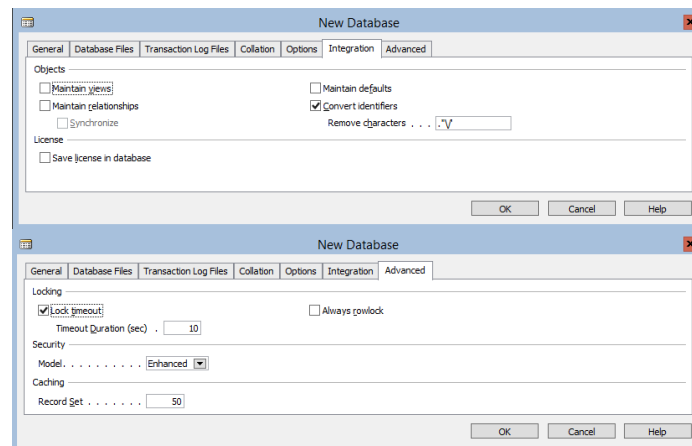 New Database
General Database Files Transaction Log Files Collation Options Integration Advanced
Objects
Maintain views Maintain defaults
Maintain relationships Convert identifiers
Synchronize Remove characters . . . ."\/'
License
Save license in database
OK Cancel Help
New Database
General Database Files Transaction Log Files Collation Options Integration Advanced
Locking
Lock timeout Always rowlock
Timeout Duration (sec) . 10
Security
Model. . . . . . . . . . Enhanced
Caching
Record Set . . . . . . . 50
OK Cancel Help